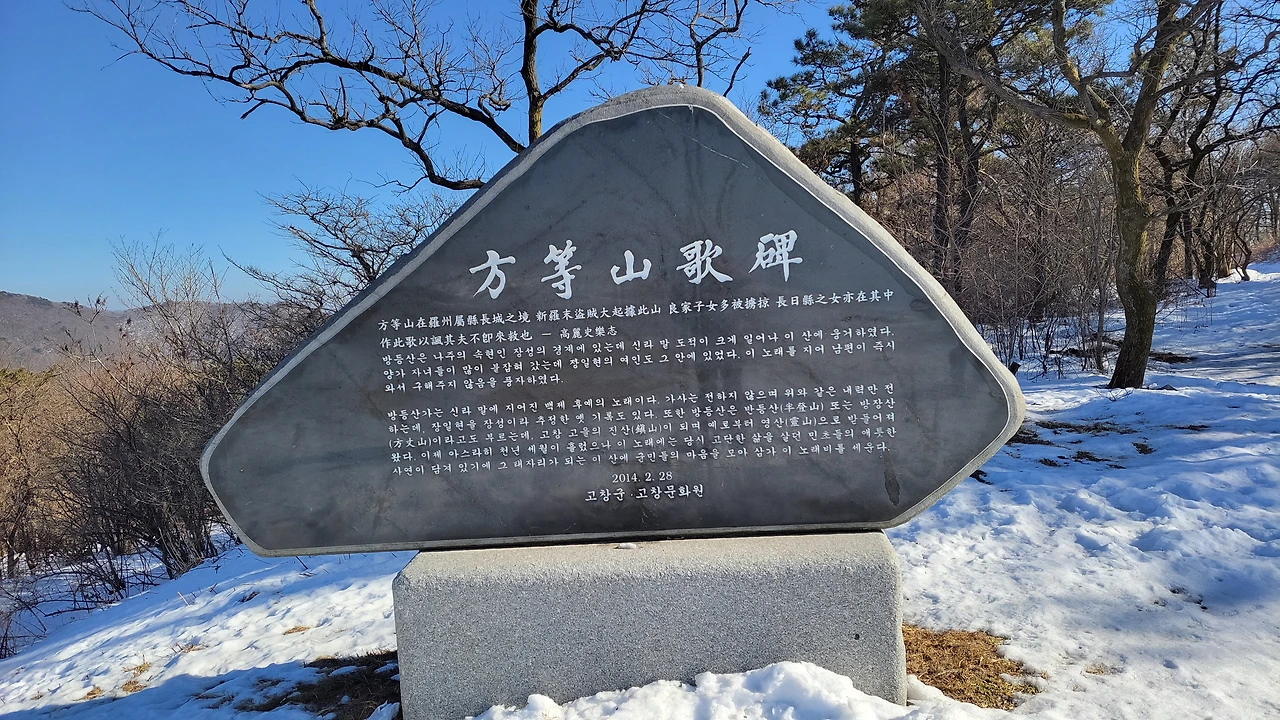 方等山歌碑
方等山在羅州屬縣長城之境 新羅末盜賊大起據此山 良家子女多被擄掠 長日縣之女亦在其中
作此歌以諷其夫不卽來救也 — 高麗史樂志
방등산은 나주의 속현인 장성의 경계에 있는데 신라 말 도적이 크게 일어나 이 산에 웅거하였다.
양가 자녀들이 많이 붙잡혀 갔는데 장일현의 여인도 그 안에 있었다. 이 노래를 지어 남편이 즉시
와서 구해주지 않음을 풍자하였다.
방등산가는 신라 말에 지어진 백제 후예의 노래이다. 가사는 전하지 않으며 위와 같은 내력만 전
하는데, 장일현을 장성이라 추정한 옛 기록도 있다. 또한 방등산은 반등산(半登山) 또는 방장산
(方丈山)이라고도 부르는데, 고창 고을의 진산(鎭山)이 되며 예로부터 영산(靈山)으로 받들어져
왔다. 이제 아스라히 천년 세월이 흘렀으나 이 노래에는 당시 고단한 삶을 살던 민초들의 애틋한
사연이 담겨 있기에 그 대자리가 되는 이 산에 군민들의 마음을 모아 삼가 이 노래비를 세운다.
2014. 2. 28
고창군·고창문화원